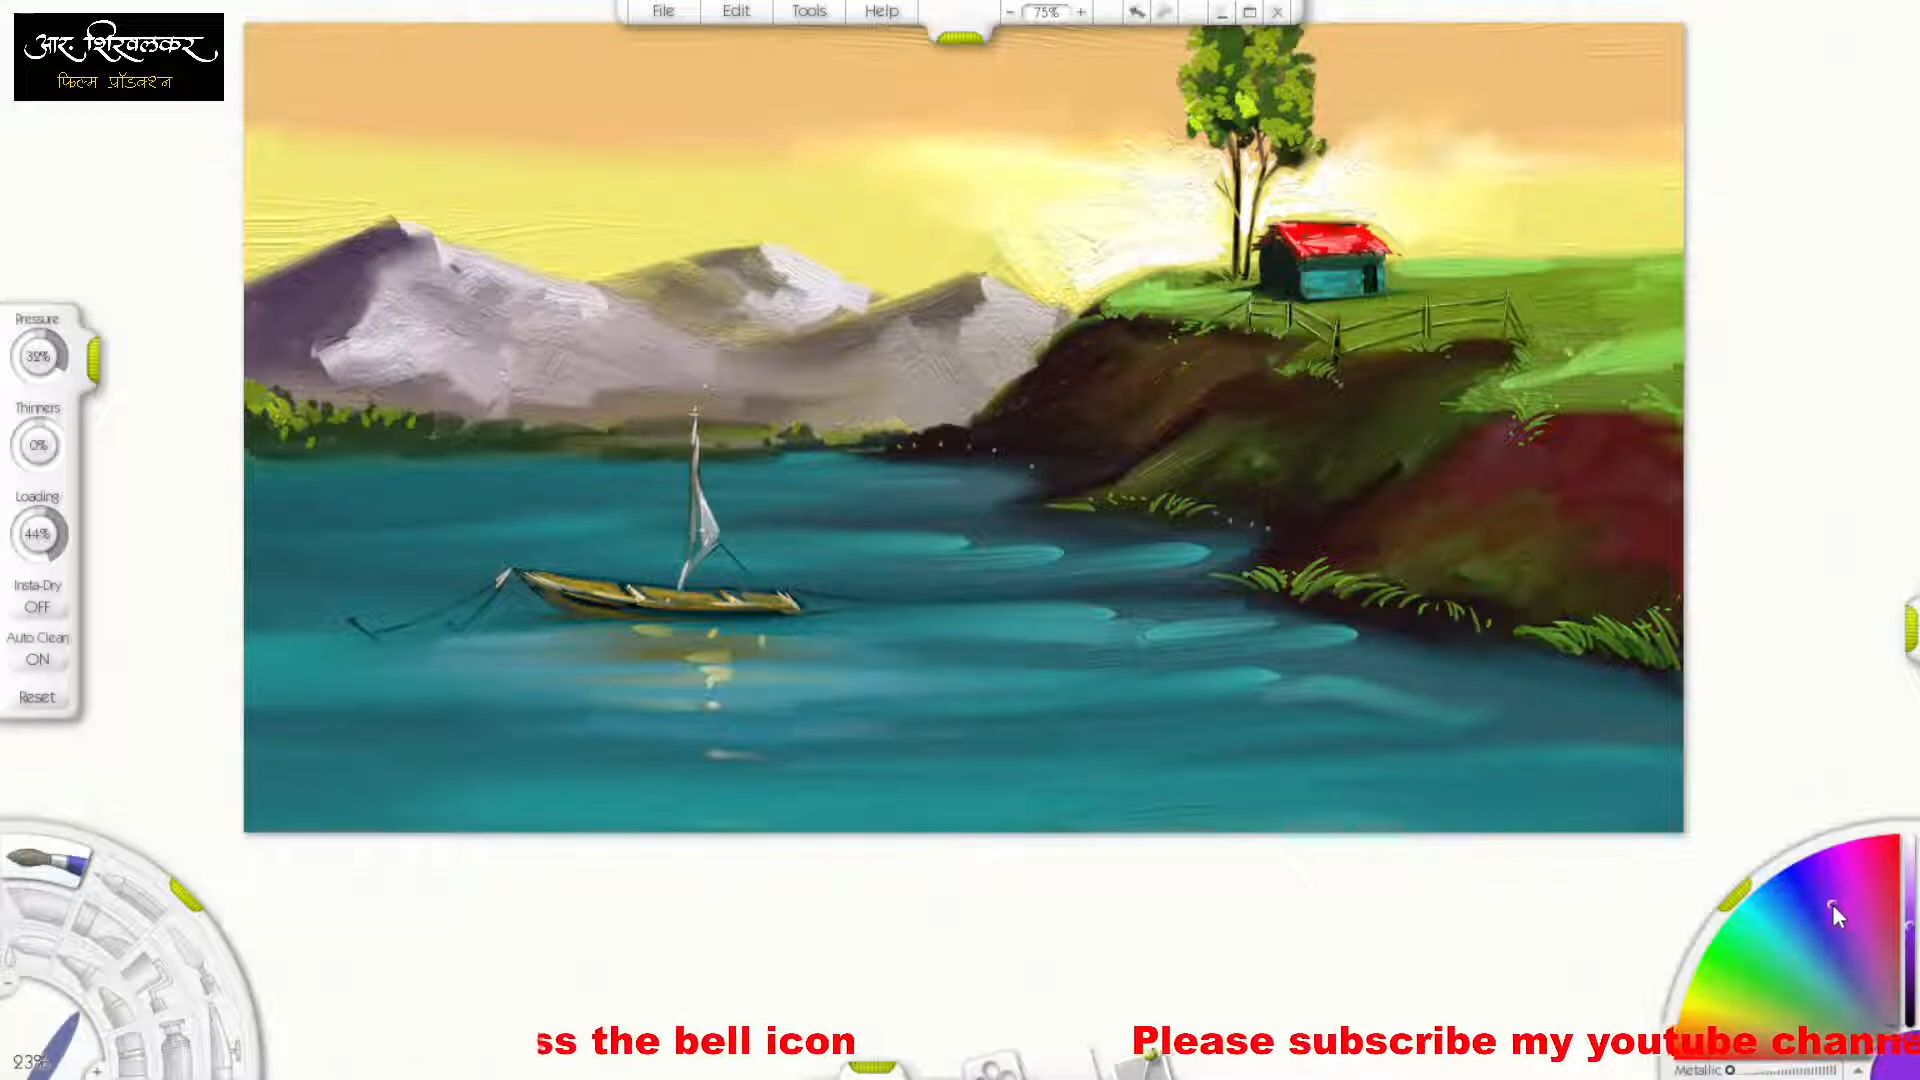 आर. शिरवलकर
फिल्म प्रॉडक्शन
File Edit Tools Help
- 75% +
Pressure
32%
Thinners
0%
Loading
44%
Insta-Dry
OFF
Auto Clean
ON
Reset
23%
ss the bell icon Please subscribe my youtube channe
Metallic